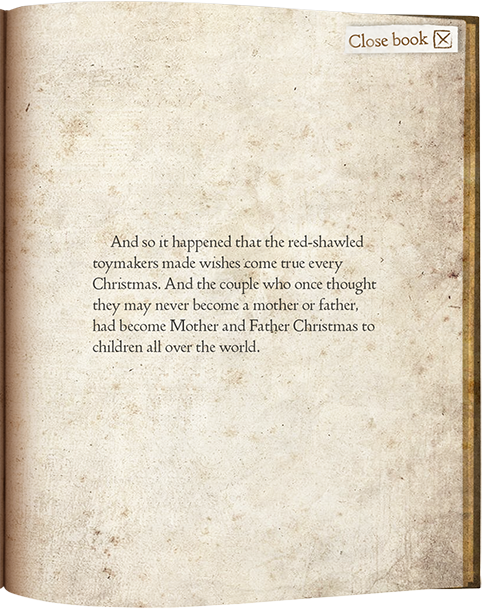 Close book
And so it happened that the red-shawled
toymakers made wishes come true every
Christmas. And the couple who once thought
they may never become a mother or father,
had become Mother and Father Christmas to
children all over the world.